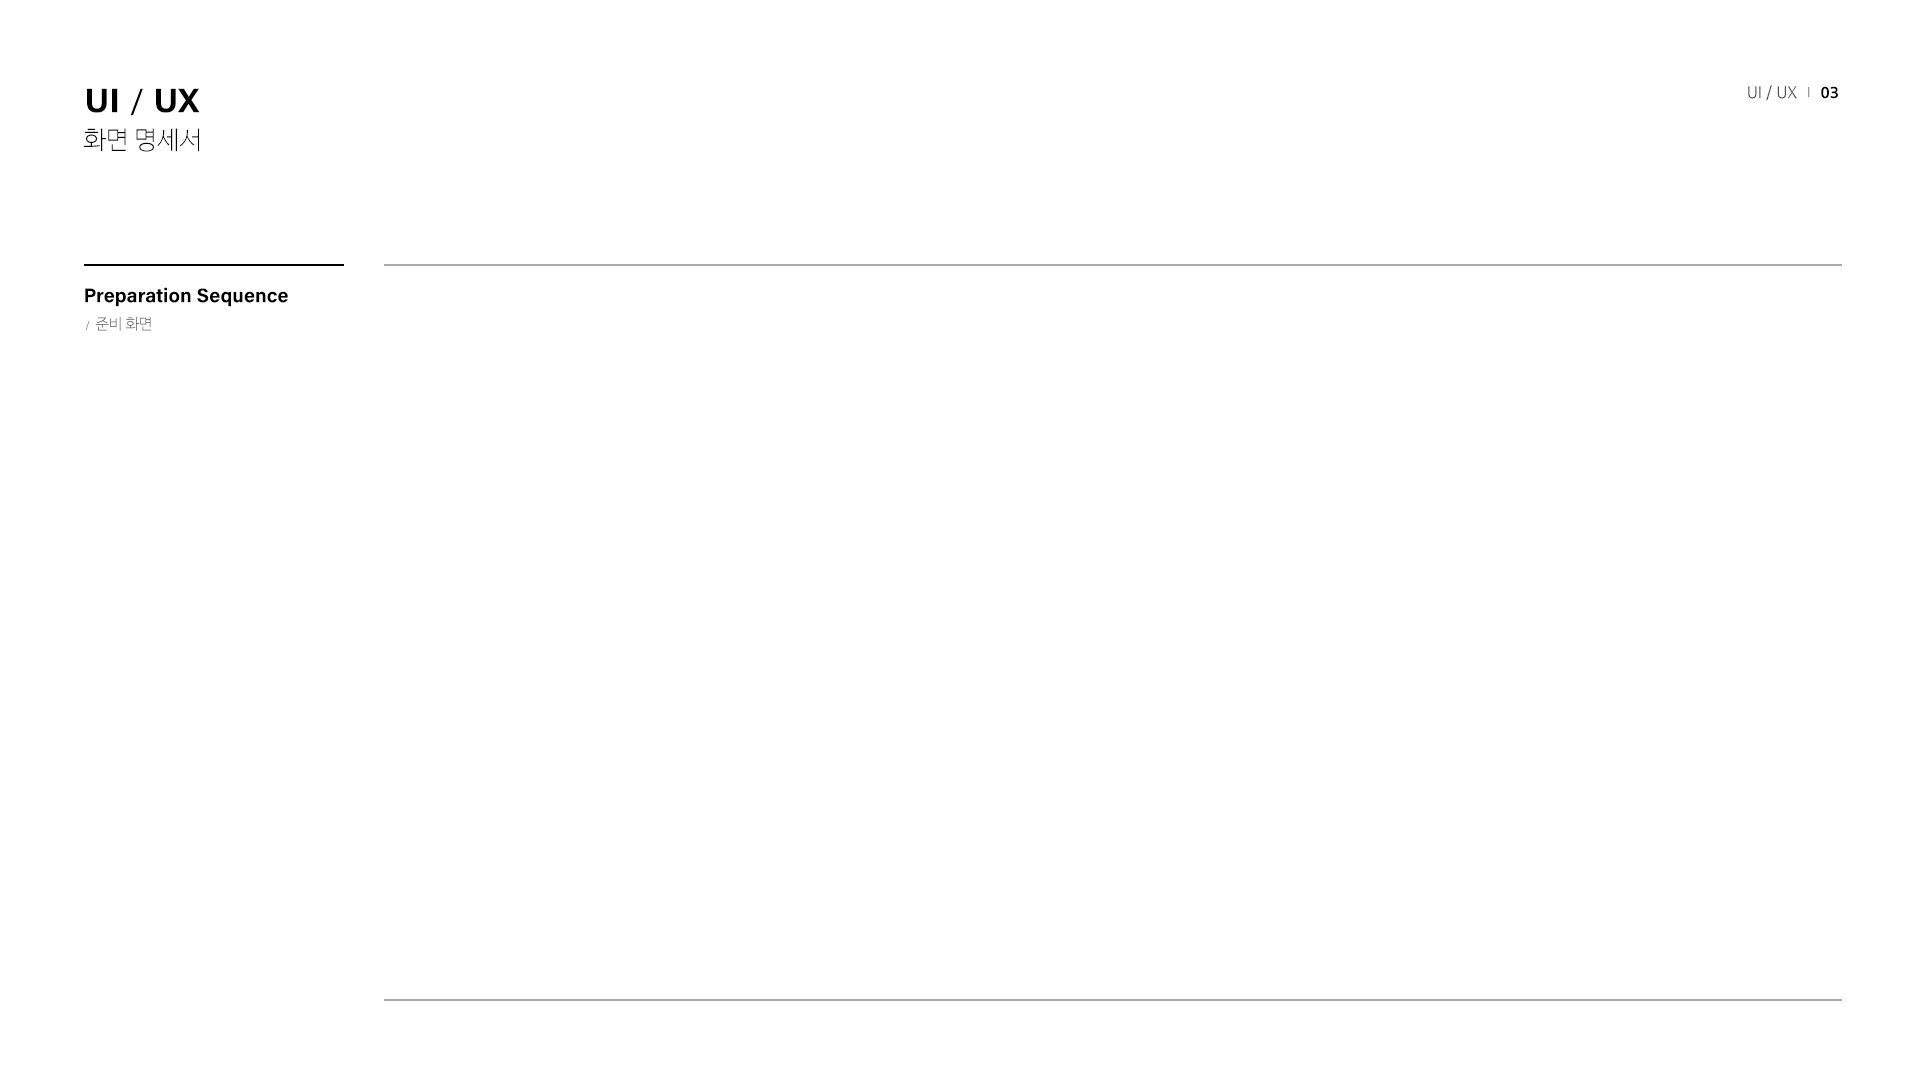 UI / UX
화면 명세서
UI / UX | 03
Preparation Sequence
/ 준비 화면